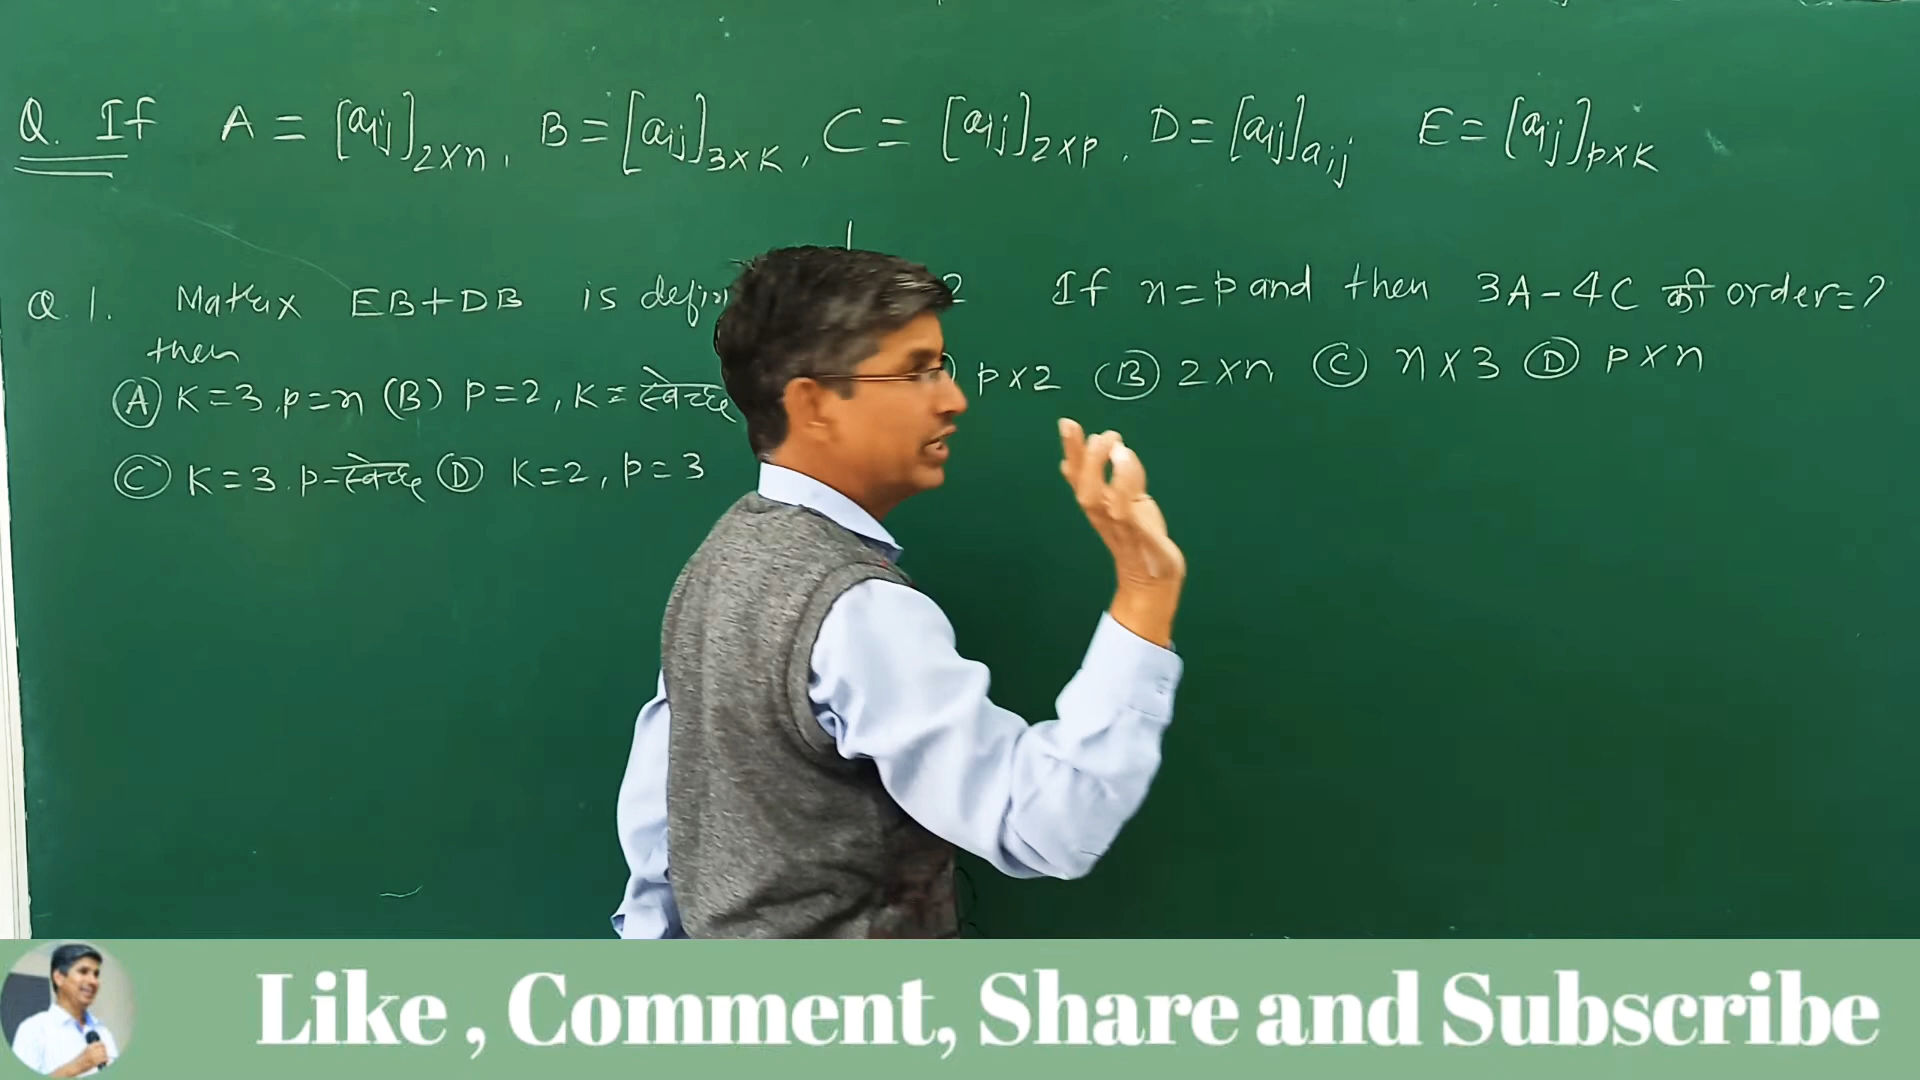 Q. If A = [aij]2×n, B = [aij]3×K, C = [aij]2×p, D = [aij]aij E = [aij]p×K
Q 1. Matrix EB+DB is
then
(A) K=3, p=n (B) p=2, K=
(C) K=3, p- (D) K=2, p=3
2 If n=p and then 3A-4C की order=?
p×2 (B) 2×n (C) n×3 (D) p×n
Like , Comment, Share and Subscribe